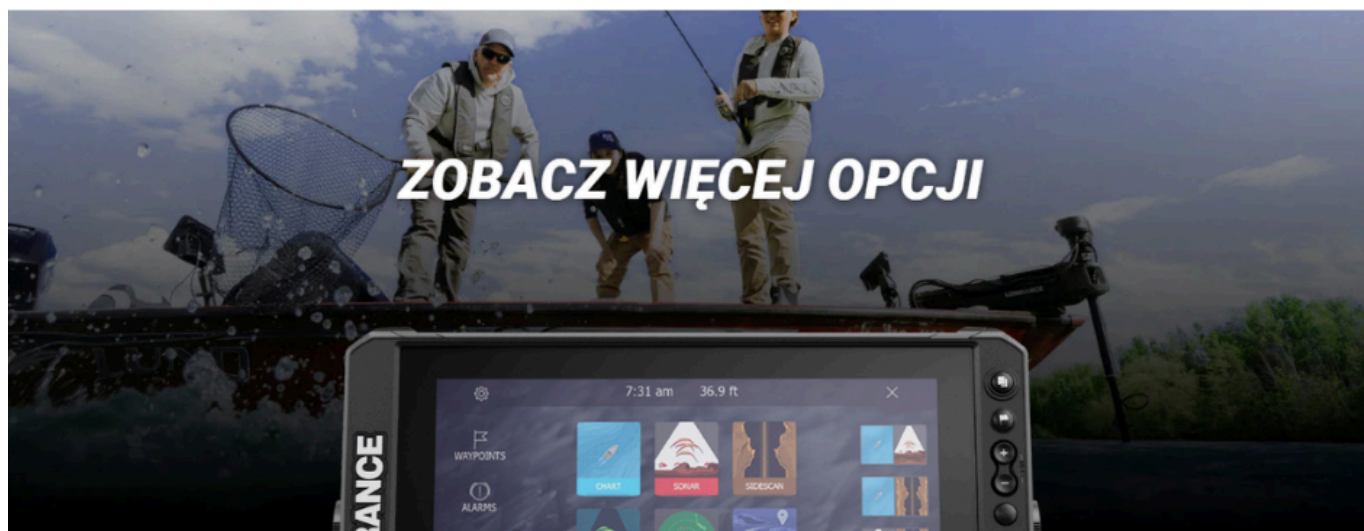 ZOBACZ WIĘCEJ OPCJI
7:31 am 36.9 ft
WAYPOINTS
CHART SONAR SIDESCAN
ALARMS
RANCE